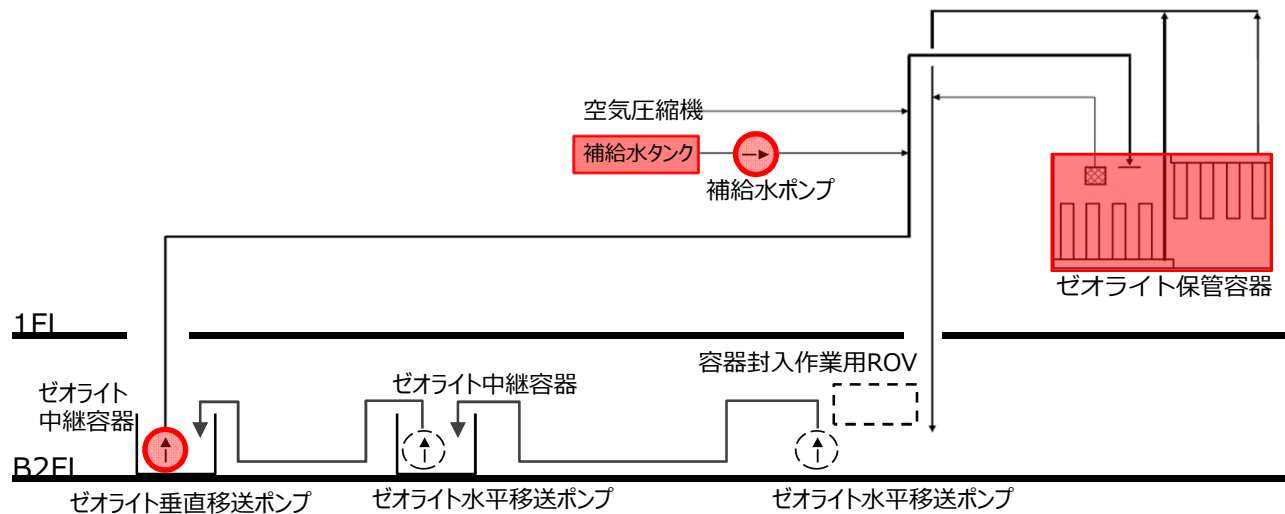 空気圧縮機
補給水タンク
補給水ポンプ
ゼオライト保管容器
1FL
容器封入作業用ROV
ゼオライト
中継容器
ゼオライト中継容器
B2FL
ゼオライト垂直移送ポンプ
ゼオライト水平移送ポンプ
ゼオライト水平移送ポンプ